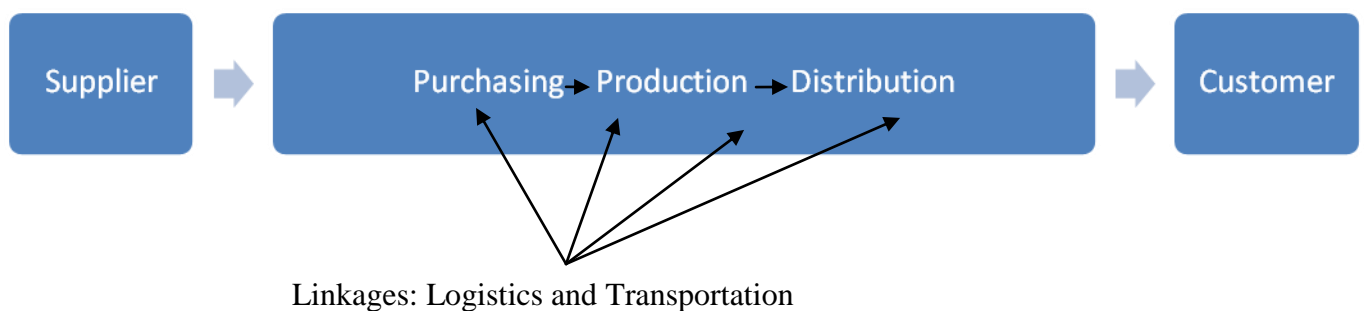 Supplier Purchasing Production Distribution Customer
Linkages: Logistics and Transportation